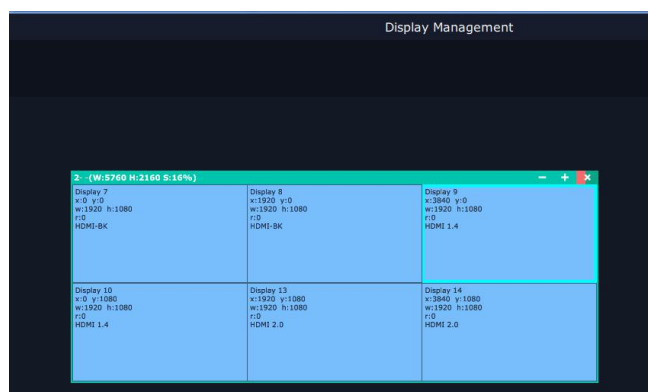 Display Management
2- -(W:5760 H:2160 S:16%)
Display 7
x:0 y:0
w:1920 h:1080
r:0
HDMI-BK
Display 8
x:1920 y:0
w:1920 h:1080
r:0
HDMI-BK
Display 9
x:3840 y:0
w:1920 h:1080
r:0
HDMI 1.4
Display 10
x:0 y:1080
w:1920 h:1080
r:0
HDMI 1.4
Display 13
x:1920 y:1080
w:1920 h:1080
r:0
HDMI 2.0
Display 14
x:3840 y:1080
w:1920 h:1080
r:0
HDMI 2.0